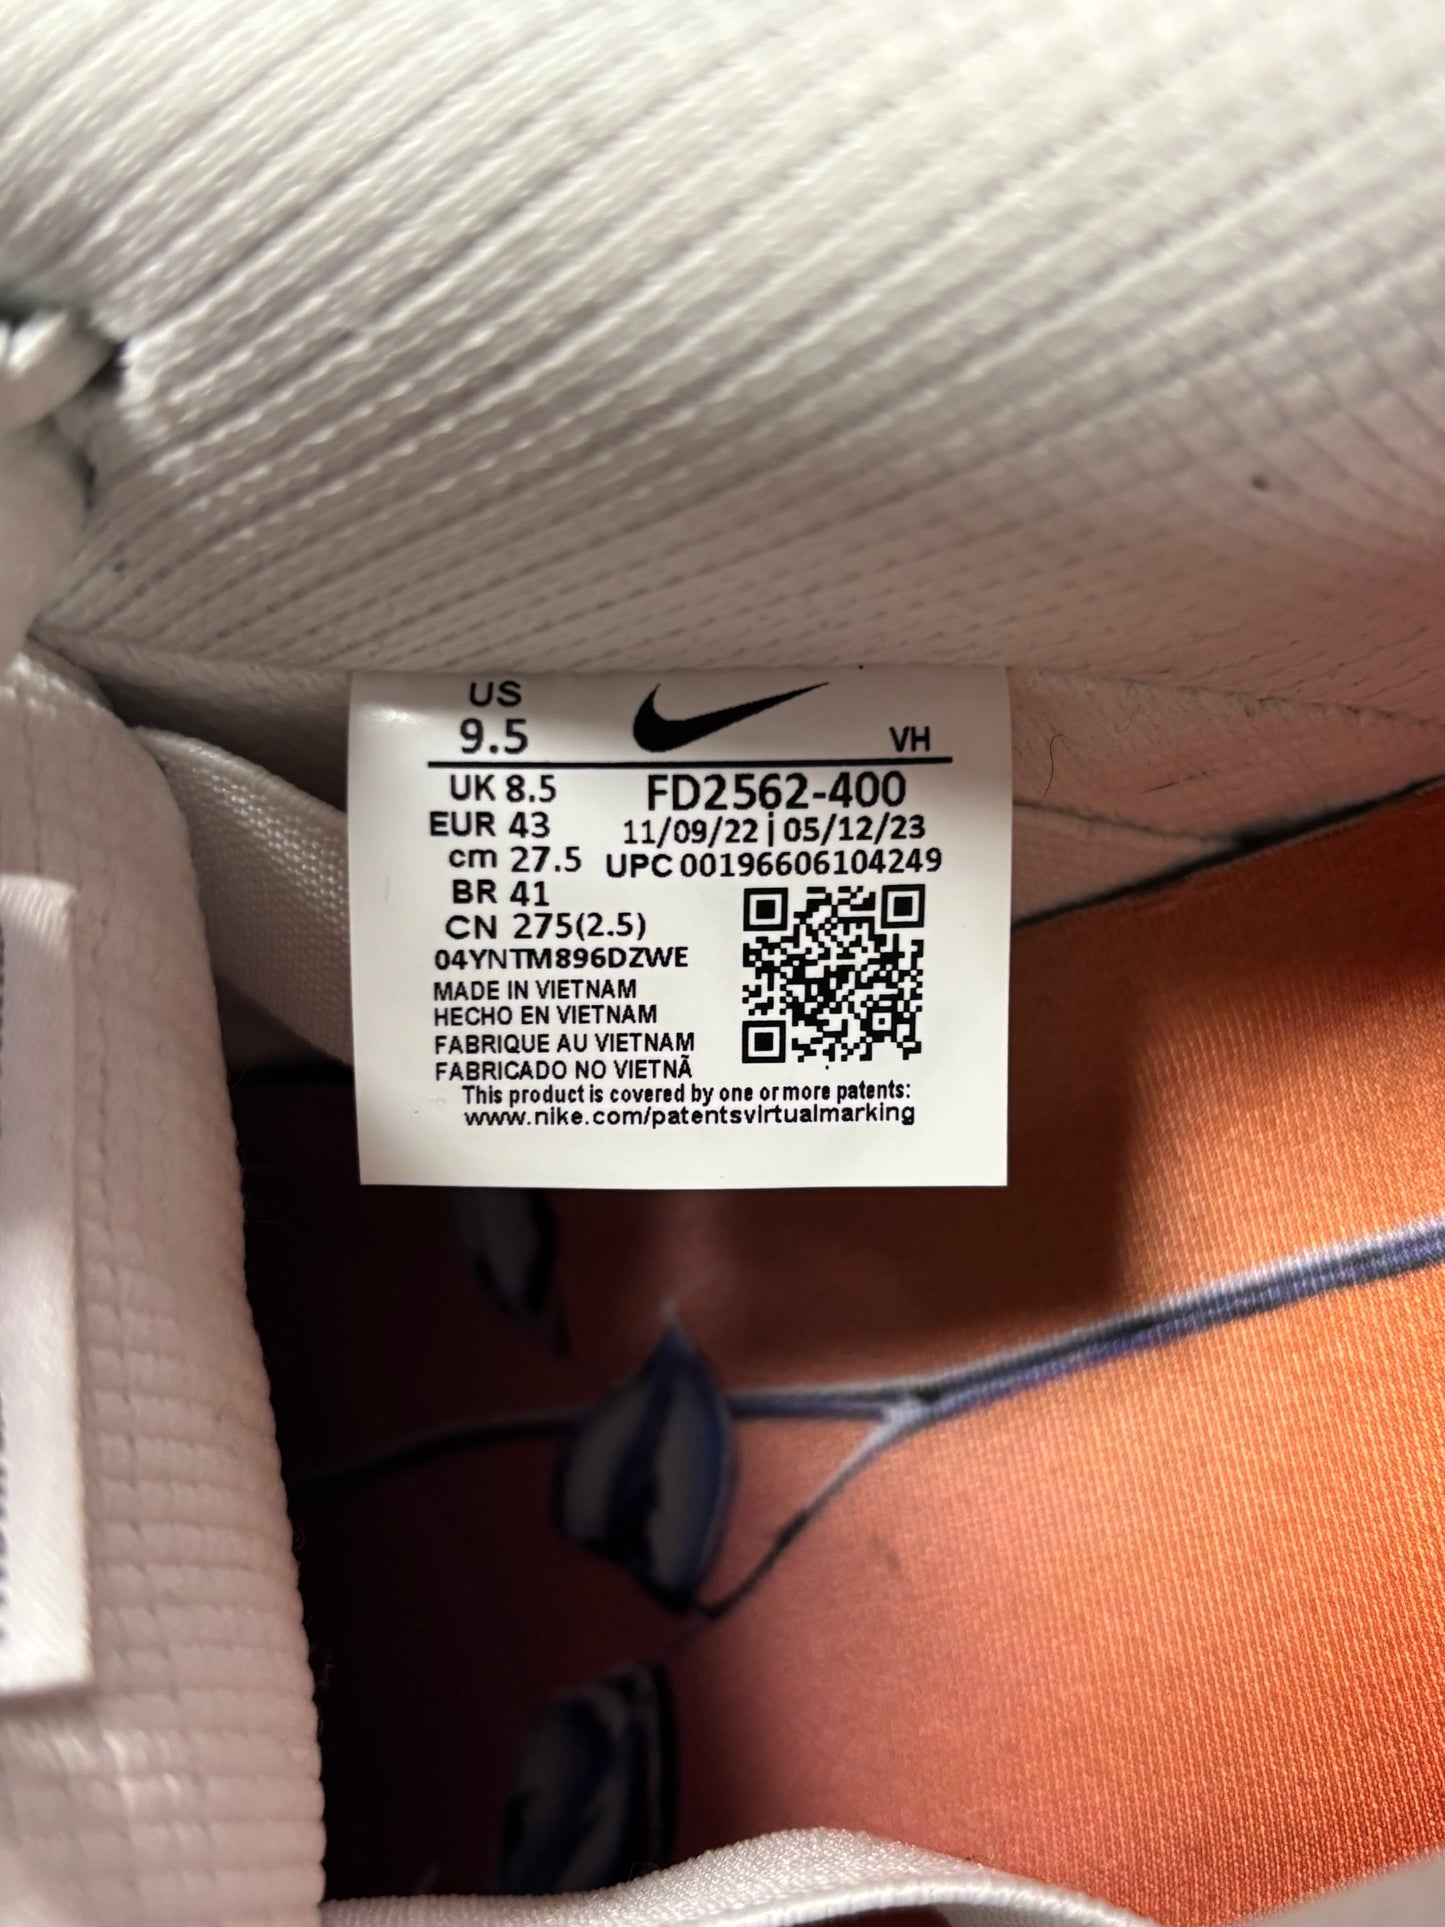 US
9.5
VH
UK 8.5
FD2562-400
EUR 43
11/09/22 | 05/12/23
cm 27.5
UPC 00196606104249
BR 41
CN 275(2.5)
04YNTM896DZWE
MADE IN VIETNAM
HECHO EN VIETNAM
FABRIQUE AU VIETNAM
FABRICADO NO VIETNÃ
This product is covered by one or more patents:
www.nike.com/patentsvirtualmarking